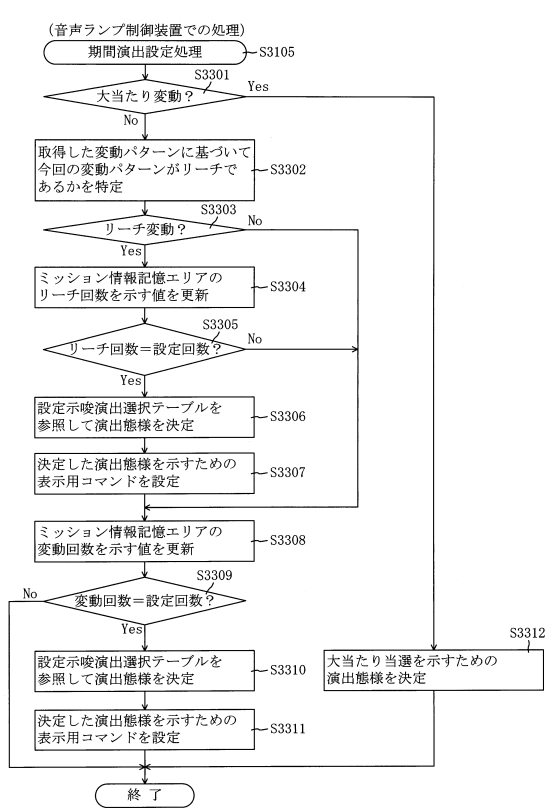 (音声ランプ制御装置での処理)
期間演出設定処理
S3105
S3301
大当たり変動?
Yes
No
取得した変動パターンに基づいて
今回の変動パターンがリーチで
あるかを特定
S3302
S3303
リーチ変動?
No
Yes
ミッション情報記憶エリアの
リーチ回数を示す値を更新
S3304
S3305
リーチ回数=設定回数?
No
Yes
設定示唆演出選択テーブルを
参照して演出態様を決定
S3306
決定した演出態様を示すための
表示用コマンドを設定
S3307
ミッション情報記憶エリアの
変動回数を示す値を更新
S3308
S3309
No
変動回数=設定回数?
Yes
設定示唆演出選択テーブルを
参照して演出態様を決定
S3310
S3312
大当たり当選を示すための
演出態様を決定
決定した演出態様を示すための
表示用コマンドを設定
S3311
終了